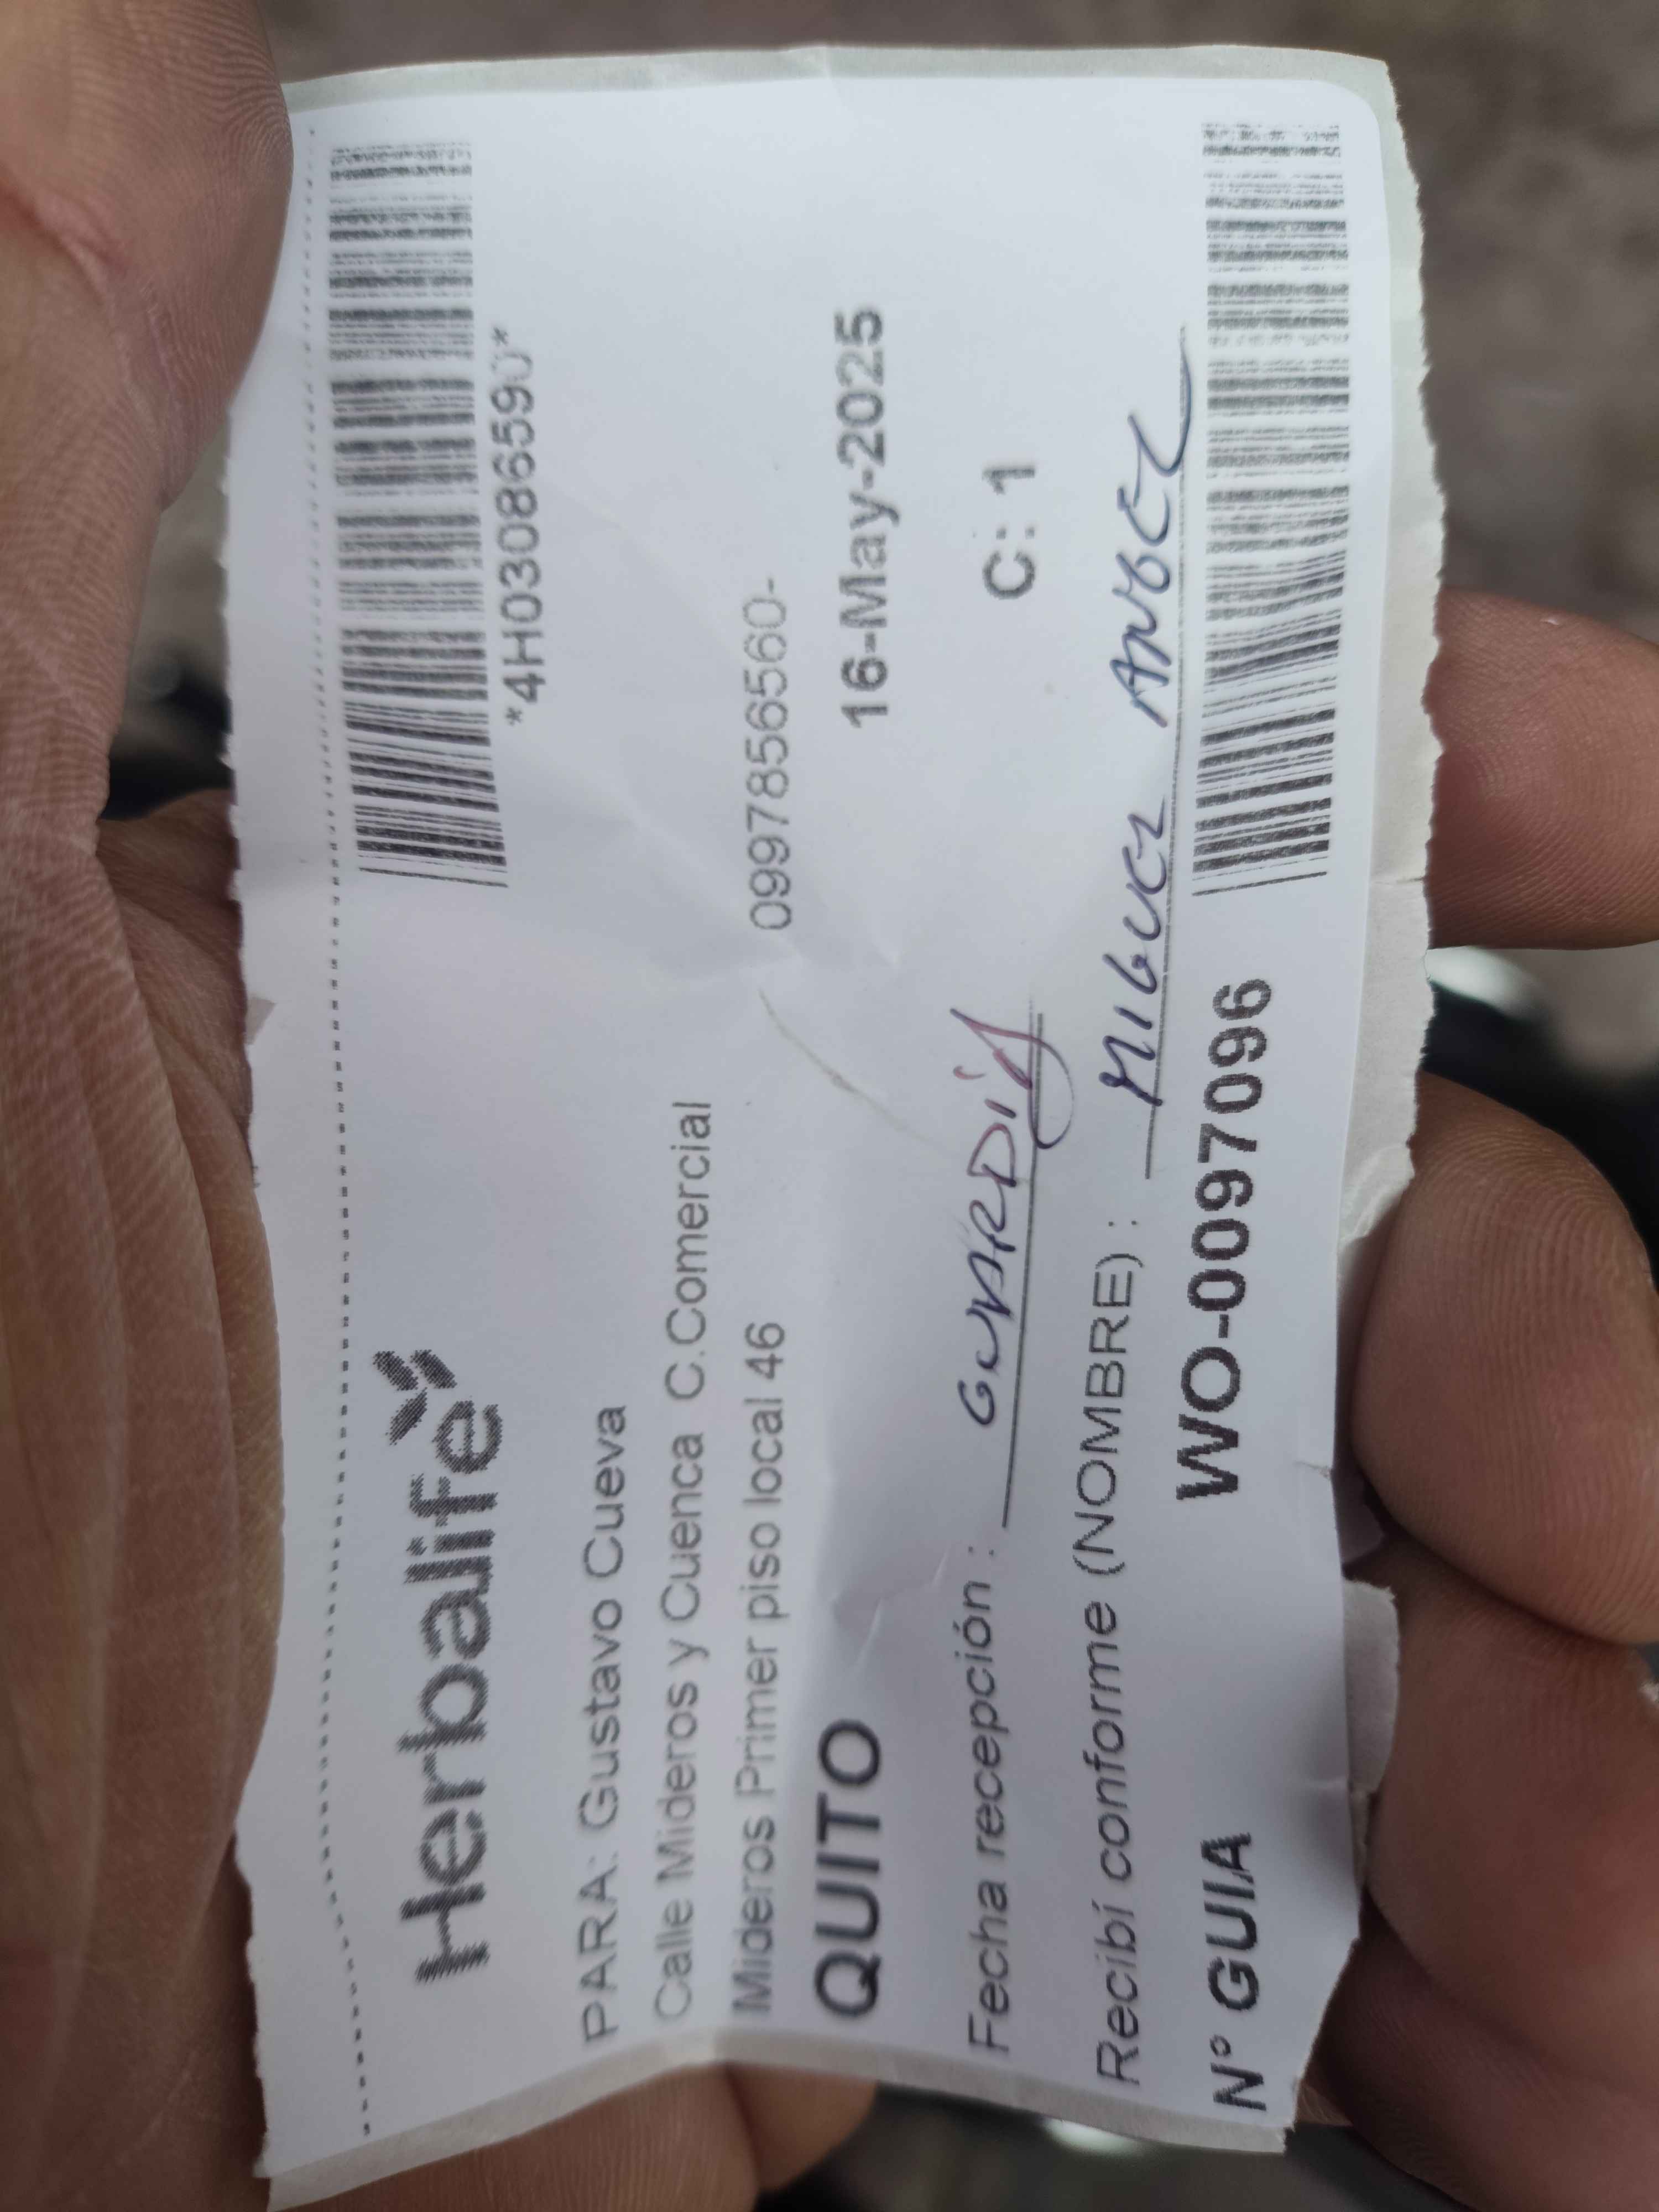 Herbalife
*4H03086590*
PARA: Gustavo Cueva
Calle Mideros y Cuenca C.Comercial
Mideros Primer piso local 46
0997856560-
QUITO
16-May-2025
Fecha recepción : GUARDIA
C: 1
Recibí conforme (NOMBRE) : MIGUEL ANGEL
N° GUIA WO-0097096